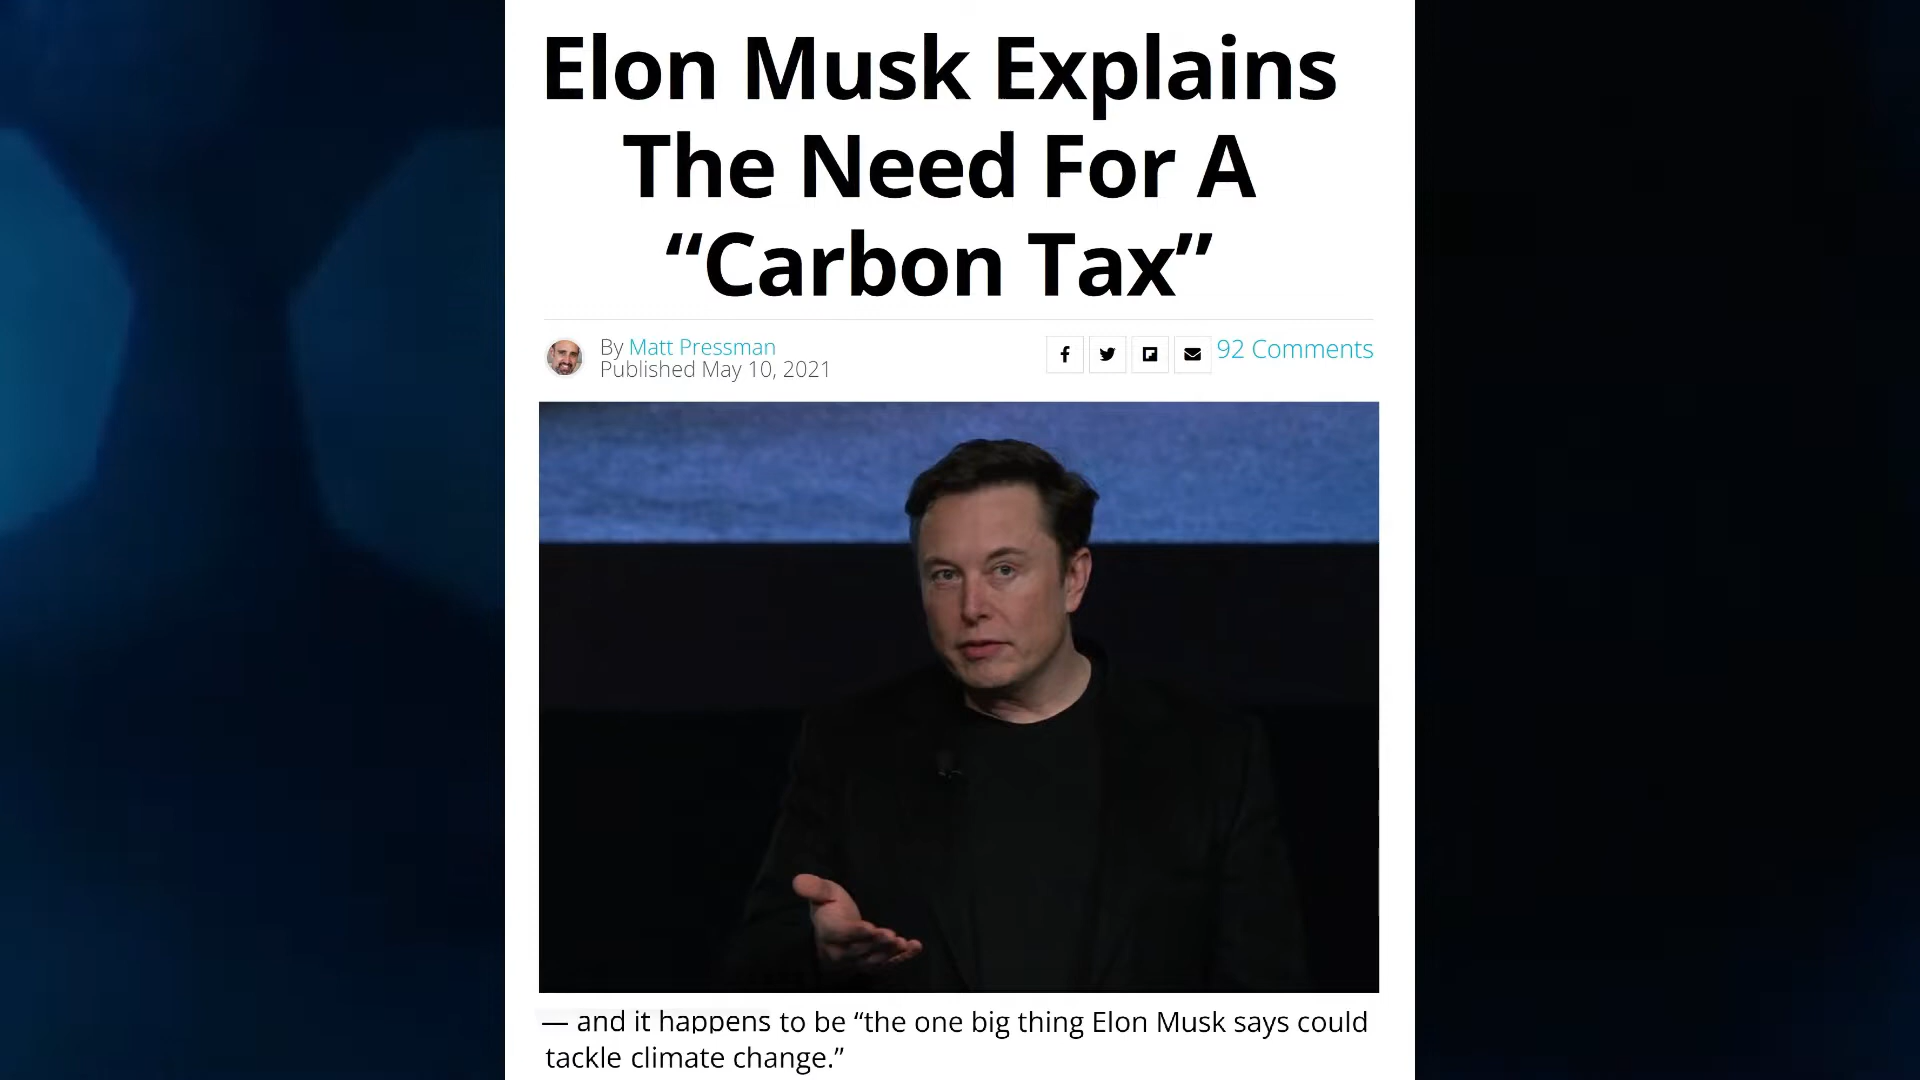 Elon Musk Explains
The Need For A
“Carbon Tax”
By Matt Pressman
Published May 10, 2021
92 Comments
— and it happens to be “the one big thing Elon Musk says could
tackle climate change.”